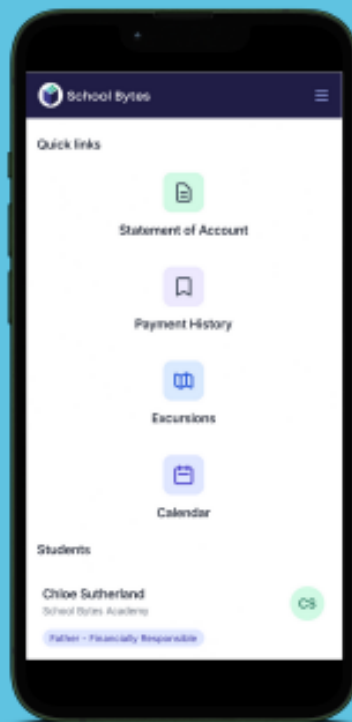 School Bytes
Quick links
Statement of Account
Payment History
Excursions
Calendar
Students
Chloe Sutherland
CS
School Bytes Academy
Father - Financially Responsible